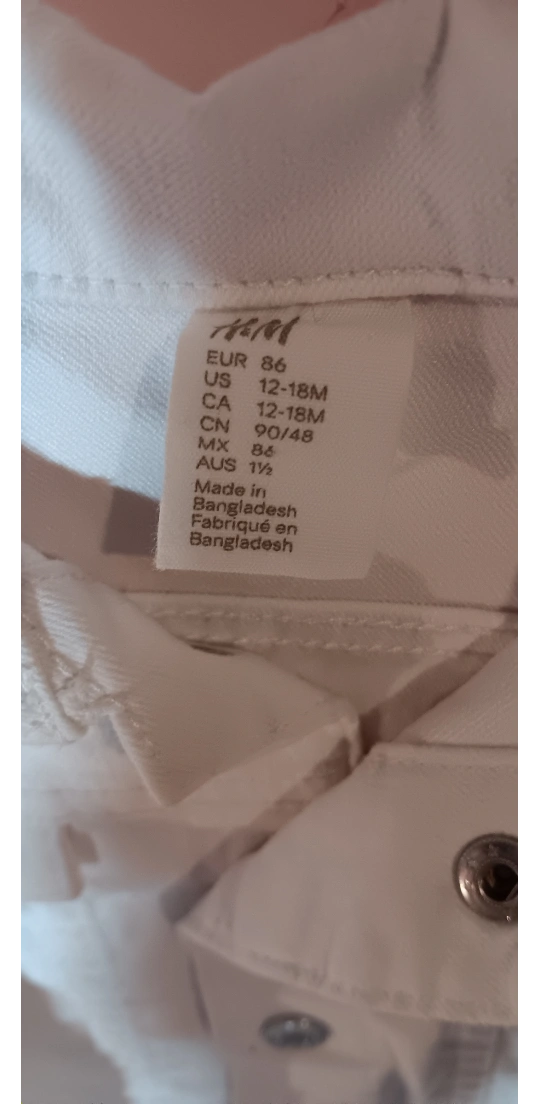 H&M
EUR 86
US 12-18M
CA 12-18M
CN 90/48
MX 86
AUS 1½
Made in
Bangladesh
Fabriqué en
Bangladesh